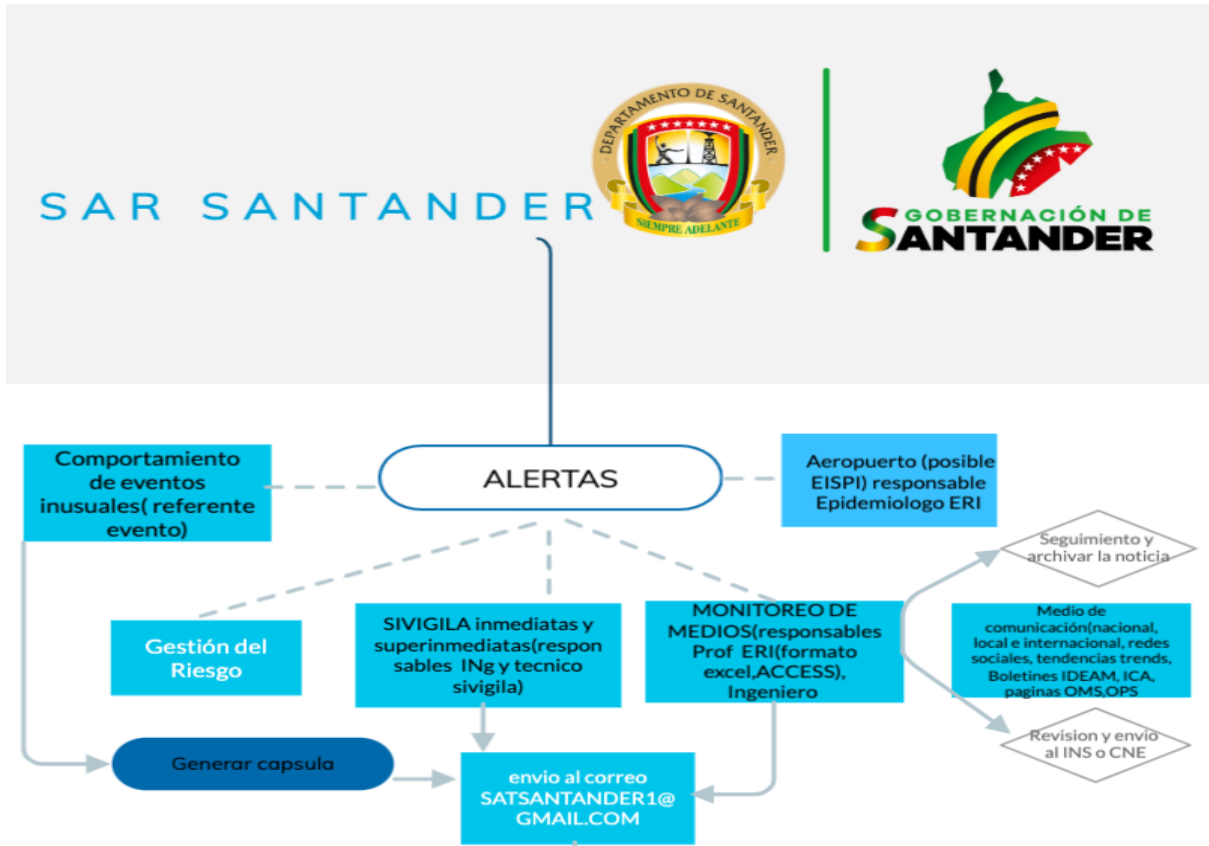 SAR SANTANDER
DEPARTAMENTO DE SANTANDER
SIEMPRE ADELANTE
GOBERNACIÓN DE
SANTANDER
Comportamiento
de eventos
inusuales( referente
evento)
ALERTAS
Aeropuerto (posible
EISPI) responsable
Epidemiologo ERI
Seguimiento y
archivar la noticia
Gestión del
Riesgo
SIVIGILA inmediatas y
superinmediatas(respon
sables INg y tecnico
sivigila)
MONITOREO DE
MEDIOS(responsables
Prof ERI(formato
excel,ACCESS),
Ingeniero
Medio de
comunicación(nacional,
local e internacional, redes
sociales, tendencias trends,
Boletines IDEAM, ICA,
paginas OMS,OPS
Revision y envio
al INS o CNE
Generar capsula
envio al correo
SATSANTANDER1@
GMAIL.COM